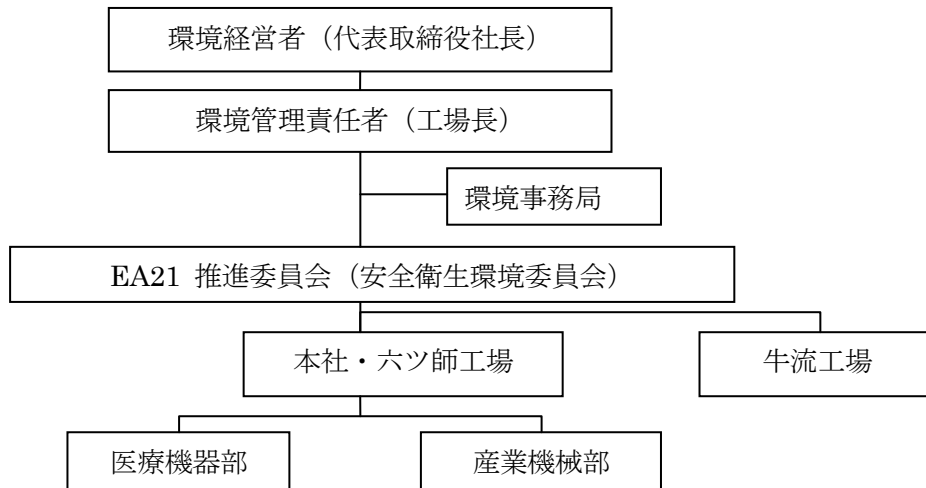 環境経営者（代表取締役社長）
環境管理責任者（工場長）
環境事務局
EA21 推進委員会（安全衛生環境委員会）
本社・六ツ師工場
牛流工場
医療機器部
産業機械部